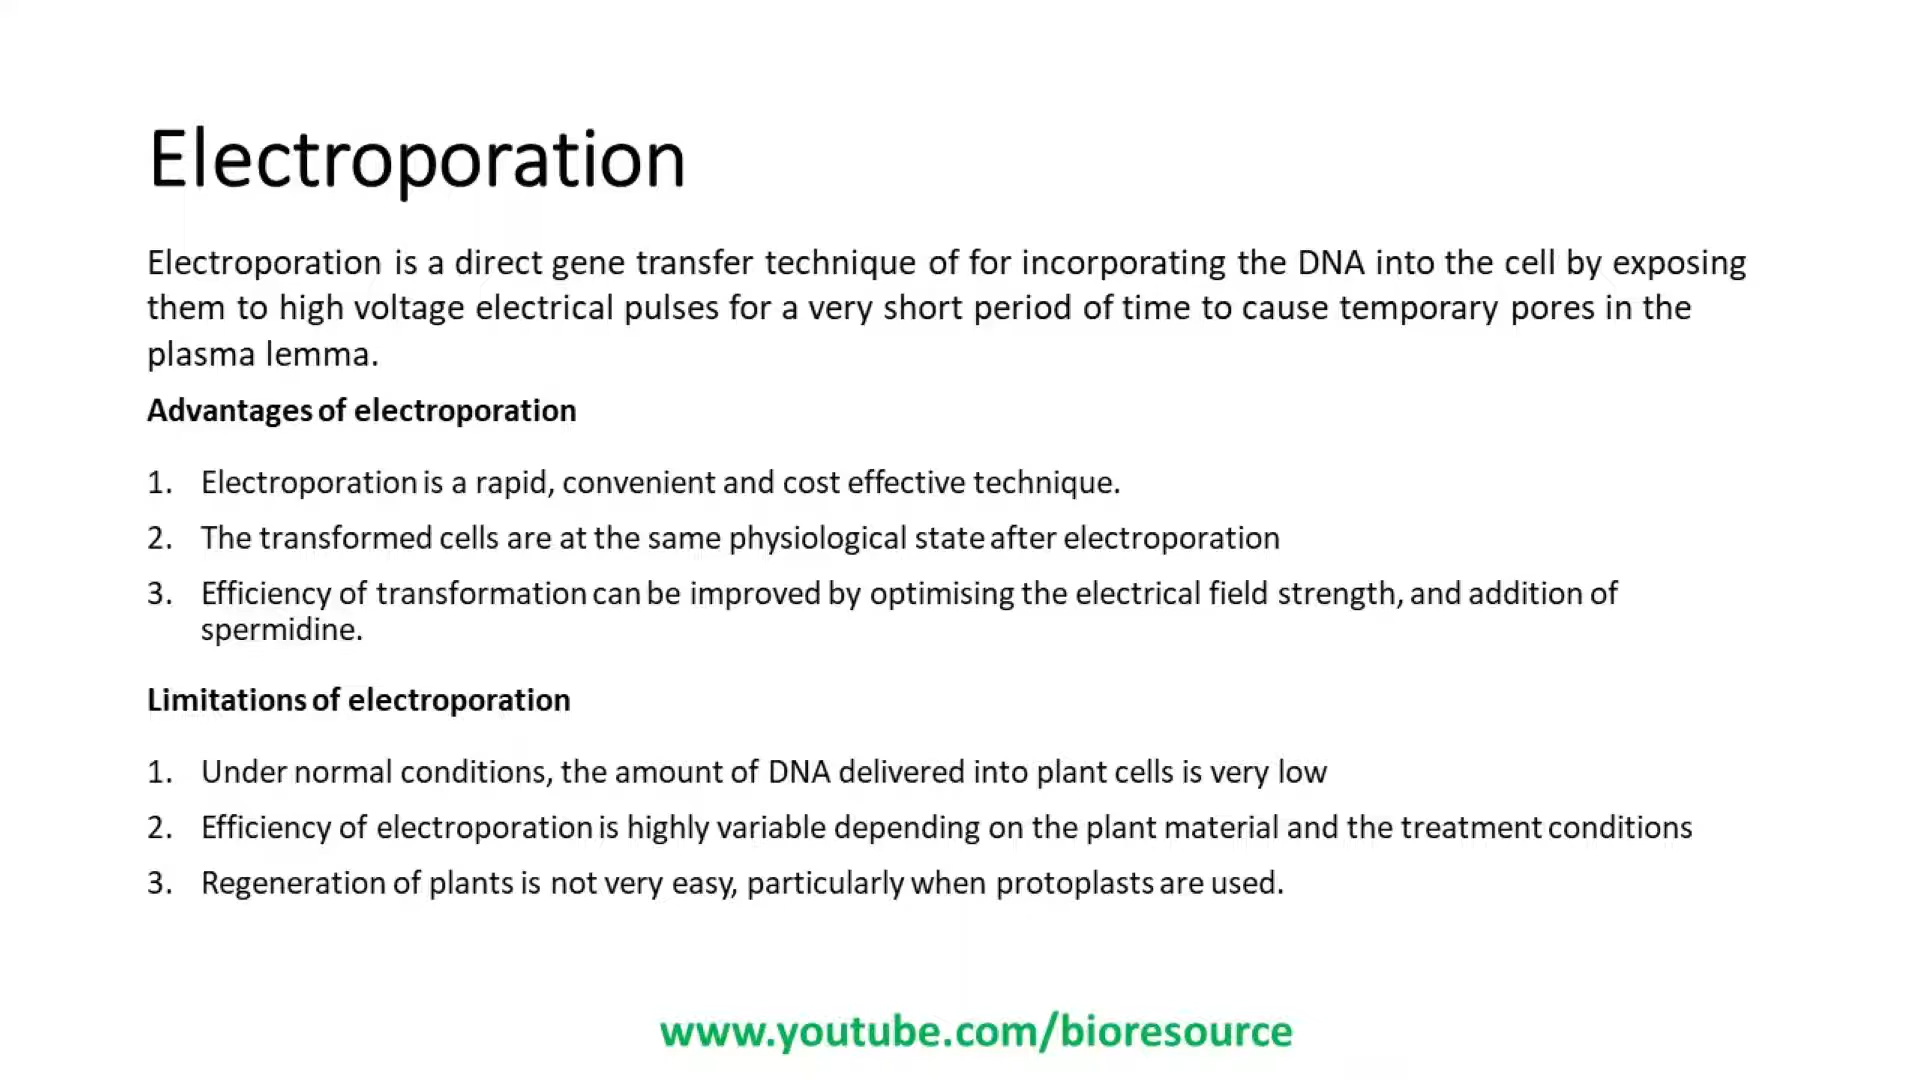 Electroporation
Electroporation is a direct gene transfer technique of for incorporating the DNA into the cell by exposing
them to high voltage electrical pulses for a very short period of time to cause temporary pores in the
plasma lemma.
Advantages of electroporation
1. Electroporation is a rapid, convenient and cost effective technique.
2. The transformed cells are at the same physiological state after electroporation
3. Efficiency of transformation can be improved by optimising the electrical field strength, and addition of
spermidine.
Limitations of electroporation
1. Under normal conditions, the amount of DNA delivered into plant cells is very low
2. Efficiency of electroporation is highly variable depending on the plant material and the treatment conditions
3. Regeneration of plants is not very easy, particularly when protoplasts are used.
www.youtube.com/bioresource